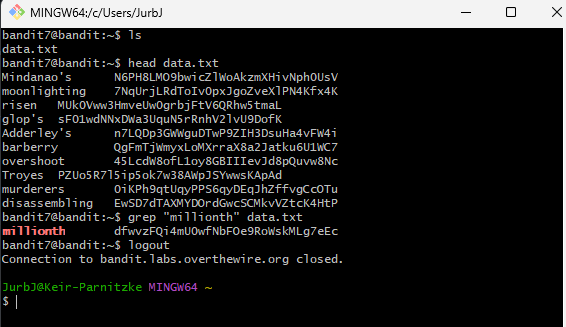 MINGW64:/c/Users/JurbJ
bandit7@bandit:~$ ls
data.txt
bandit7@bandit:~$ head data.txt
Mindanao's      N6PH8LMO9bwicZlWoAkzmXHivNphOUsV
moonlighting    7NqUrjLRdToIvOpxJgoZveXlPN4Kfx4K
risen   MUkOVww3HmveUwOgrbjFtV6QRhw5tmaL
glop's  sFO1wdNNxDWa3UquN5rRnhV2lvU9DofK
Adderley's      n7LQDp3GWWguDTwP9ZIH3DsuHa4vFW4i
barberry        QgFmTjWmyxLoMXrraX8a2Jatku6U1WC7
overshoot       45LcdW8ofL1oy8GBIIIevJd8pQuvw8Nc
Troyes  PZUo5R7l5ip5ok7w38AWpJSYwwsKApAd
murderers       OiKPh9qtUqyPPS6qyDEqJhZffvgCcOTu
disassembling   EwSD7dTAXMYDOrdGwcSCMkvVZtcK4HtP
bandit7@bandit:~$ grep "millionth" data.txt
millionth       dfwvzFQi4mUOwfNbFOe9RoWskMLg7eEc
bandit7@bandit:~$ logout
Connection to bandit.labs.overthewire.org closed.
JurbJ@Keir-Parnitzke MINGW64 ~
$